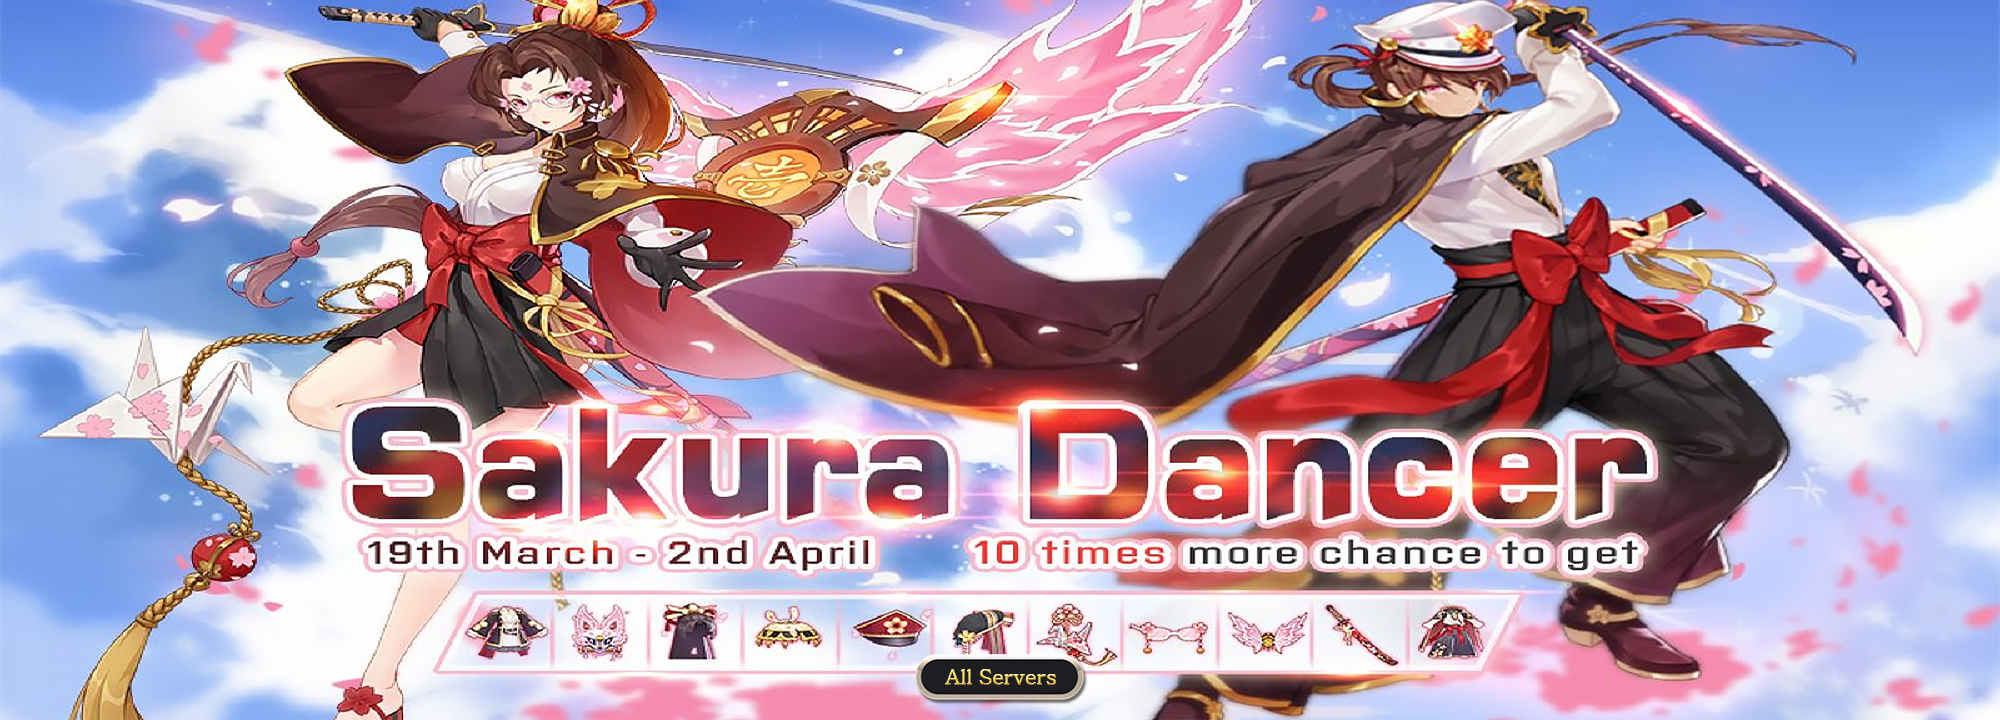 Sakura Dancer
19th March - 2nd April
10 times more chance to get
All Servers